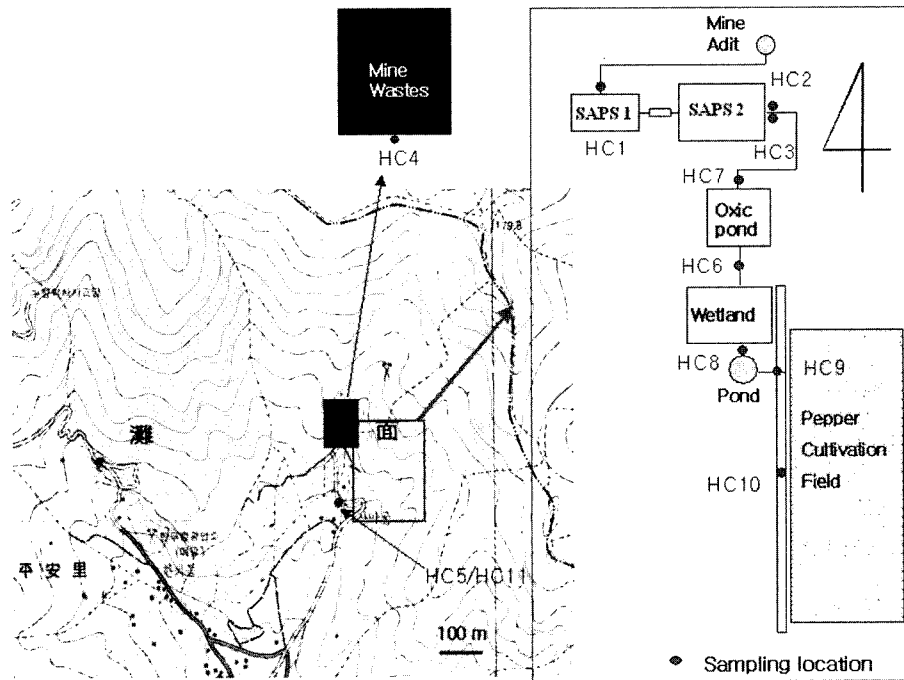 Mine
Wastes
HC4
179.8
灘
面
平安里
HC5/HC11
100 m
Mine
Adit
HC2
SAPS 1
SAPS 2
HC1
HC3
HC7
Oxic
pond
HC6
Wetland
HC8
HC9
Pond
Pepper
Cultivation
Field
HC10
Sampling location